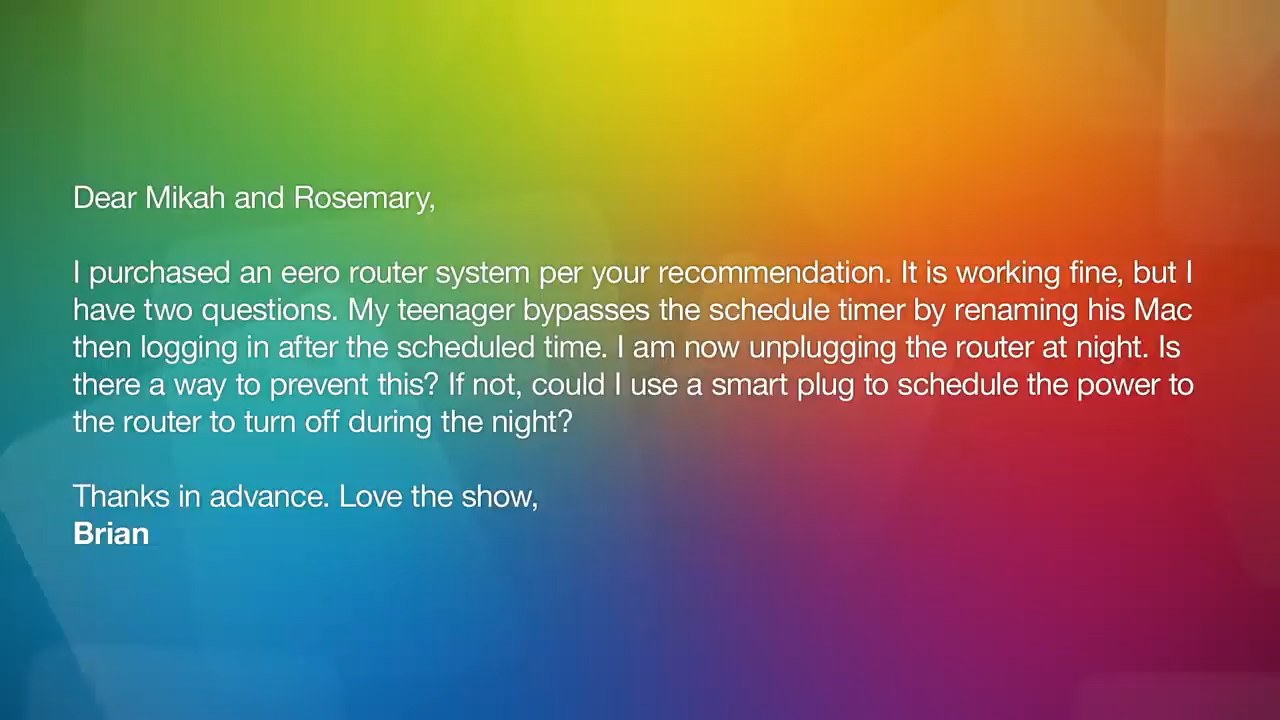 Dear Mikah and Rosemary,
I purchased an eero router system per your recommendation. It is working fine, but I
have two questions. My teenager bypasses the schedule timer by renaming his Mac
then logging in after the scheduled time. I am now unplugging the router at night. Is
there a way to prevent this? If not, could I use a smart plug to schedule the power to
the router to turn off during the night?
Thanks in advance. Love the show,
Brian